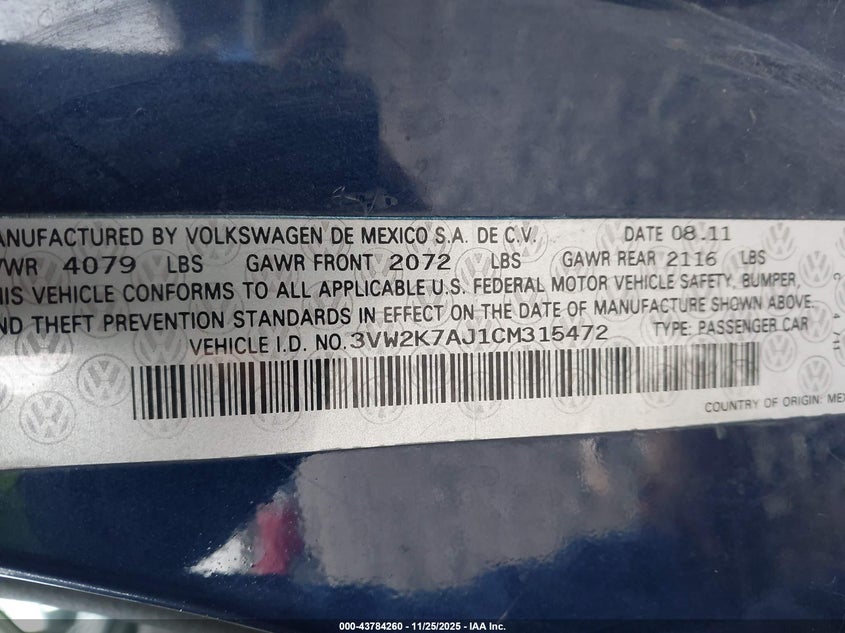 ANUFACTURED BY VOLKSWAGEN DE MEXICO S.A. DE C.V. DATE 08.11
VWR 4079 LBS GAWR FRONT 2072 LBS GAWR REAR 2116 LBS
HIS VEHICLE CONFORMS TO ALL APPLICABLE U.S. FEDERAL MOTOR VEHICLE SAFETY, BUMPER,
ND THEFT PREVENTION STANDARDS IN EFFECT ON THE DATE OF MANUFACTURE SHOWN ABOVE.
VEHICLE I.D. NO. 3VW2K7AJ1CM315472 TYPE: PASSENGER CAR
COUNTRY OF ORIGIN: MEX
000-43784260 - 11/25/2025 - IAA Inc.